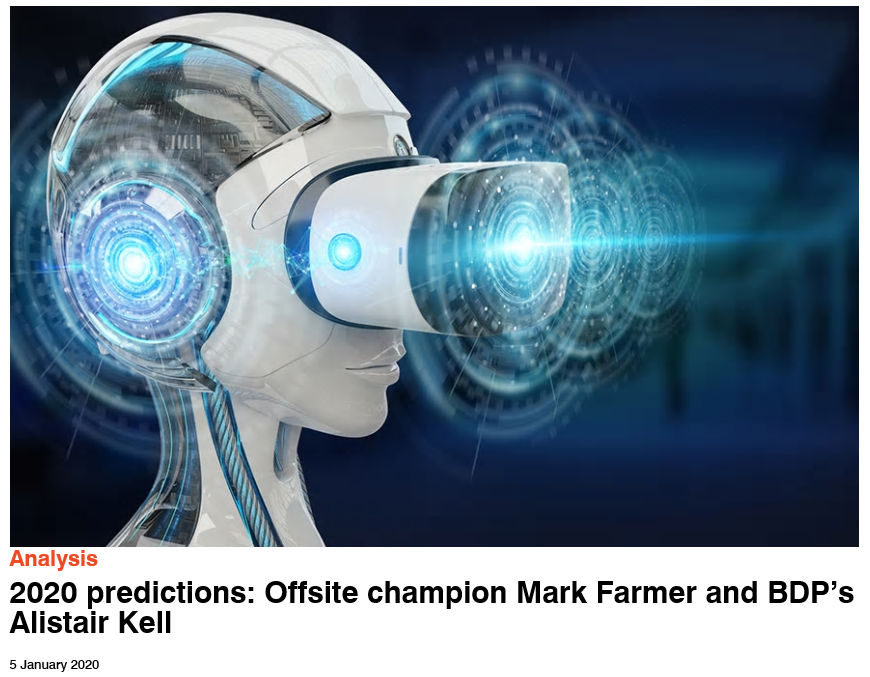 Analysis
2020 predictions: Offsite champion Mark Farmer and BDP’s
Alistair Kell
5 January 2020